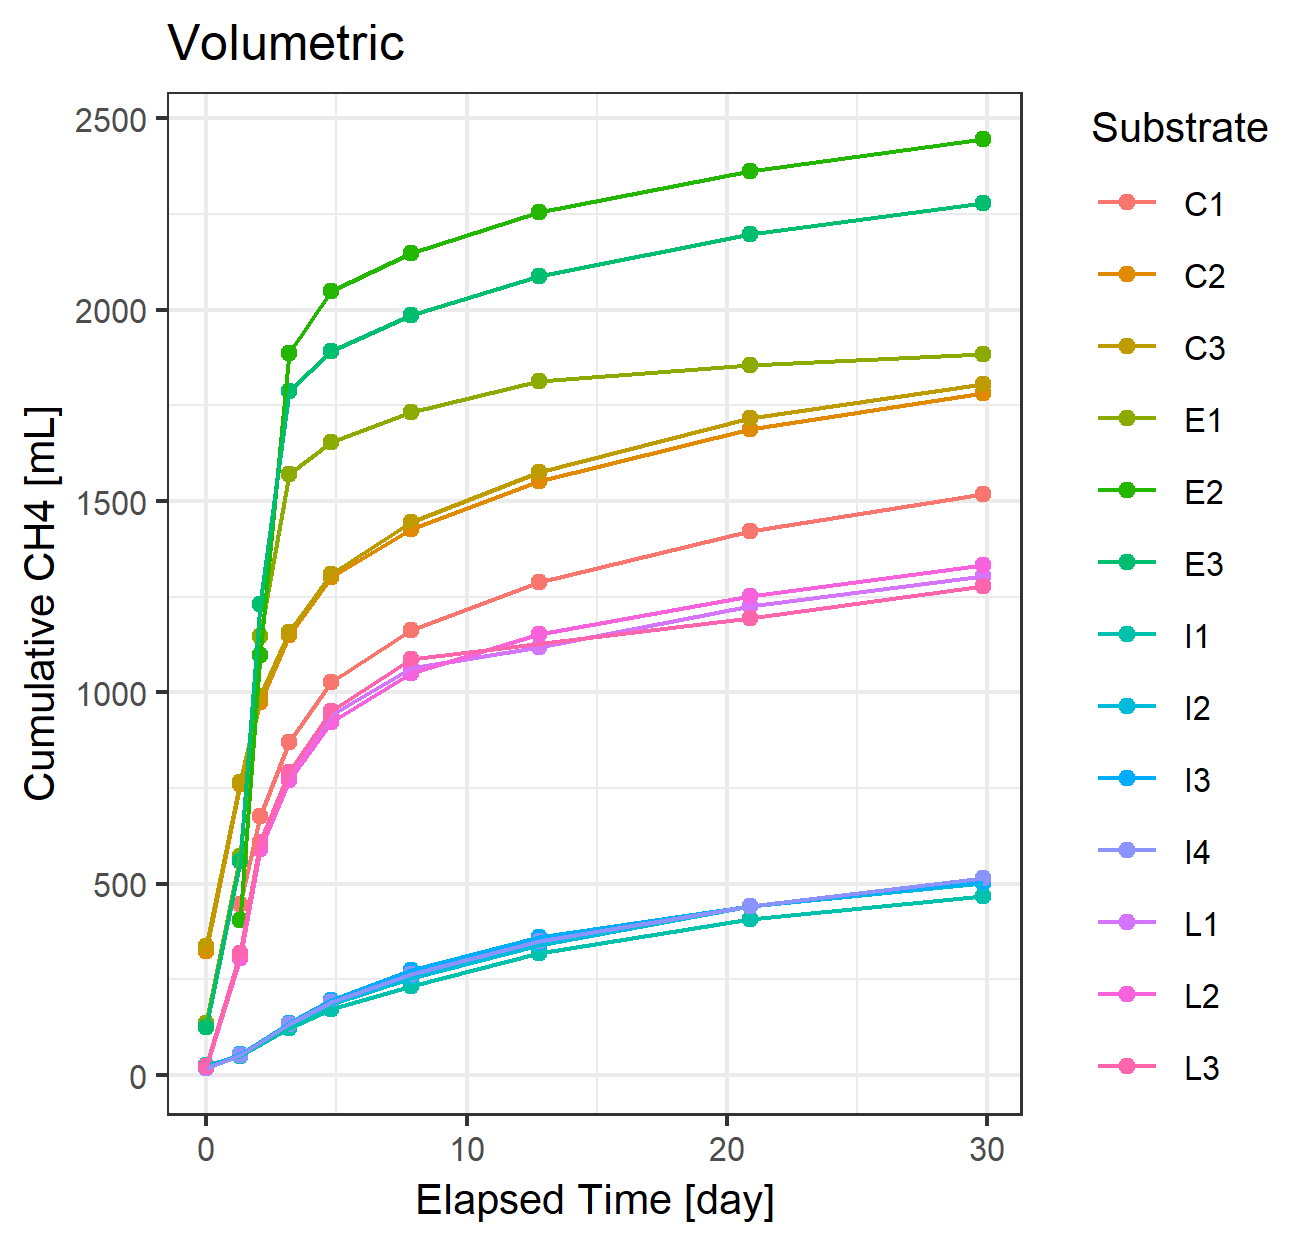 Volumetric
Cumulative CH4 [mL]
2500
2000
1500
1000
500
0
0 10 20 30
Elapsed Time [day]
Substrate
C1
C2
C3
E1
E2
E3
I1
I2
I3
I4
L1
L2
L3